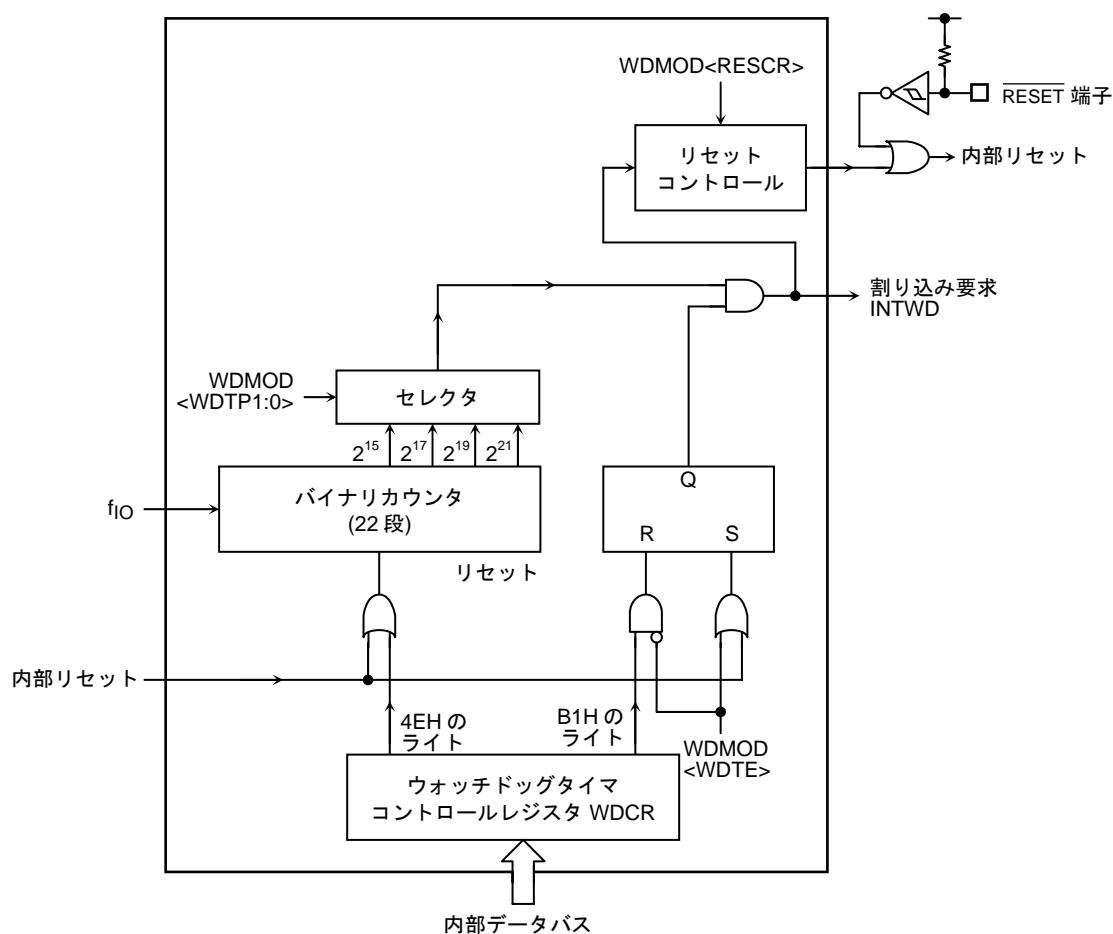 WDMOD<RESCR>
RESET 端子
リセット
コントロール
内部リセット
割り込み要求
INTWD
WDMOD
<WDTP1:0>
セレクタ
2^15 2^17 2^19 2^21
fIO
バイナリカウンタ
(22 段)
リセット
Q
R S
内部リセット
4EH の
ライト
B1H の
ライト
WDMOD
<WDTE>
ウォッチドッグタイマ
コントロールレジスタ WDCR
内部データバス